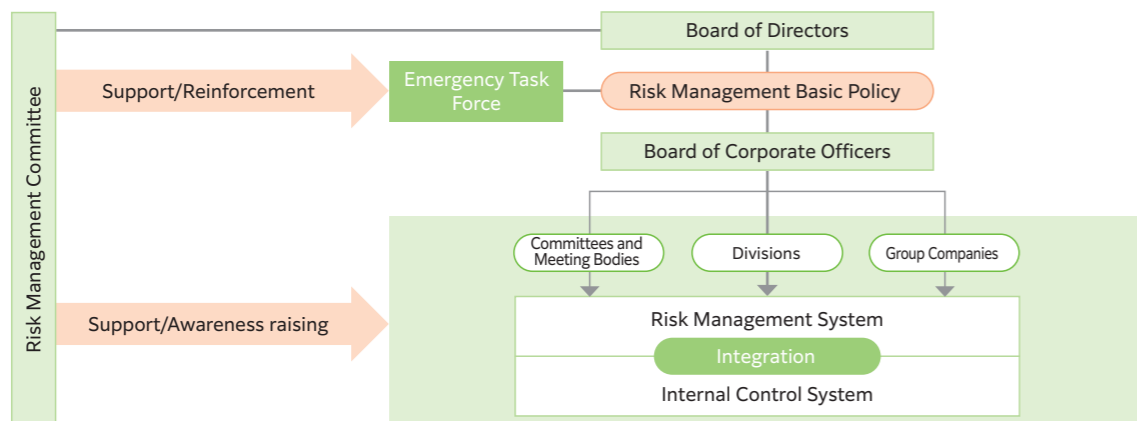 Risk Management Committee
Board of Directors
Support/Reinforcement
Emergency Task
Force
Risk Management Basic Policy
Board of Corporate Officers
Committees and
Meeting Bodies
Divisions
Group Companies
Support/Awareness raising
Risk Management System
Integration
Internal Control System